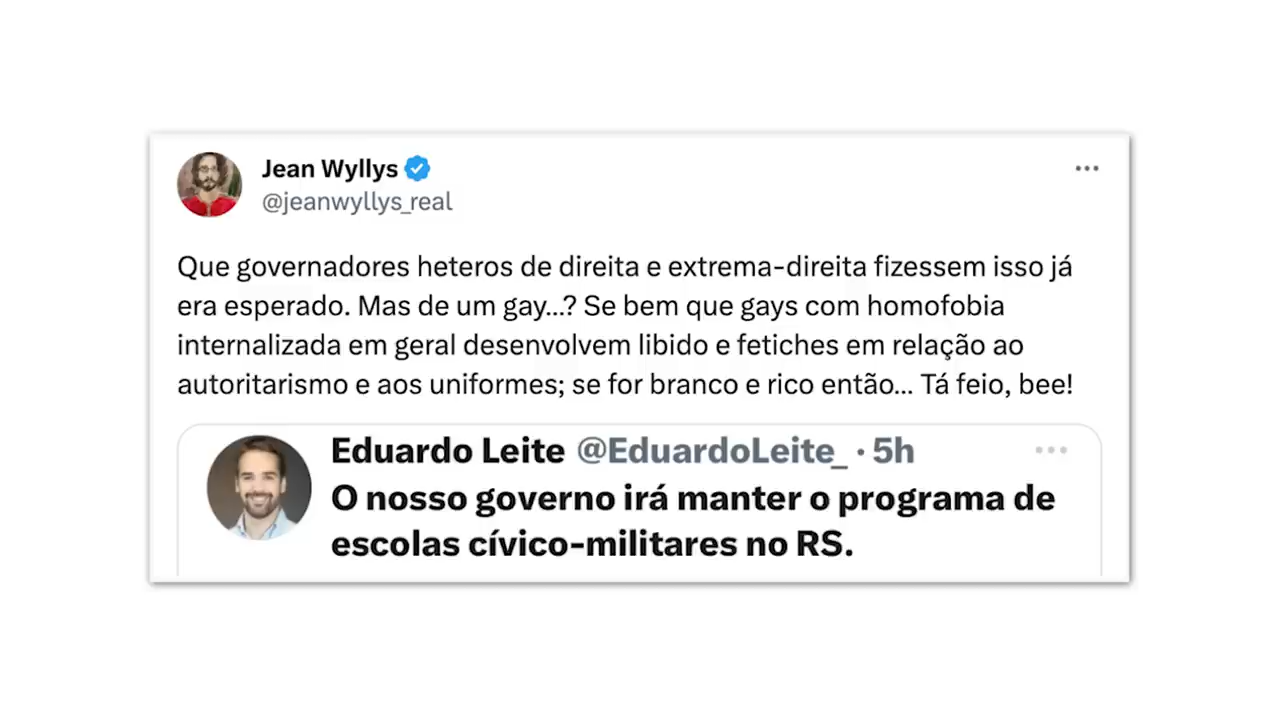 Jean Wyllys
@jeanwyllys_real
Que governadores heteros de direita e extrema-direita fizessem isso já
era esperado. Mas de um gay...? Se bem que gays com homofobia
internalizada em geral desenvolvem libido e fetiches em relação ao
autoritarismo e aos uniformes; se for branco e rico então... Tá feio, bee!
Eduardo Leite @EduardoLeite_ · 5h
O nosso governo irá manter o programa de
escolas cívico-militares no RS.